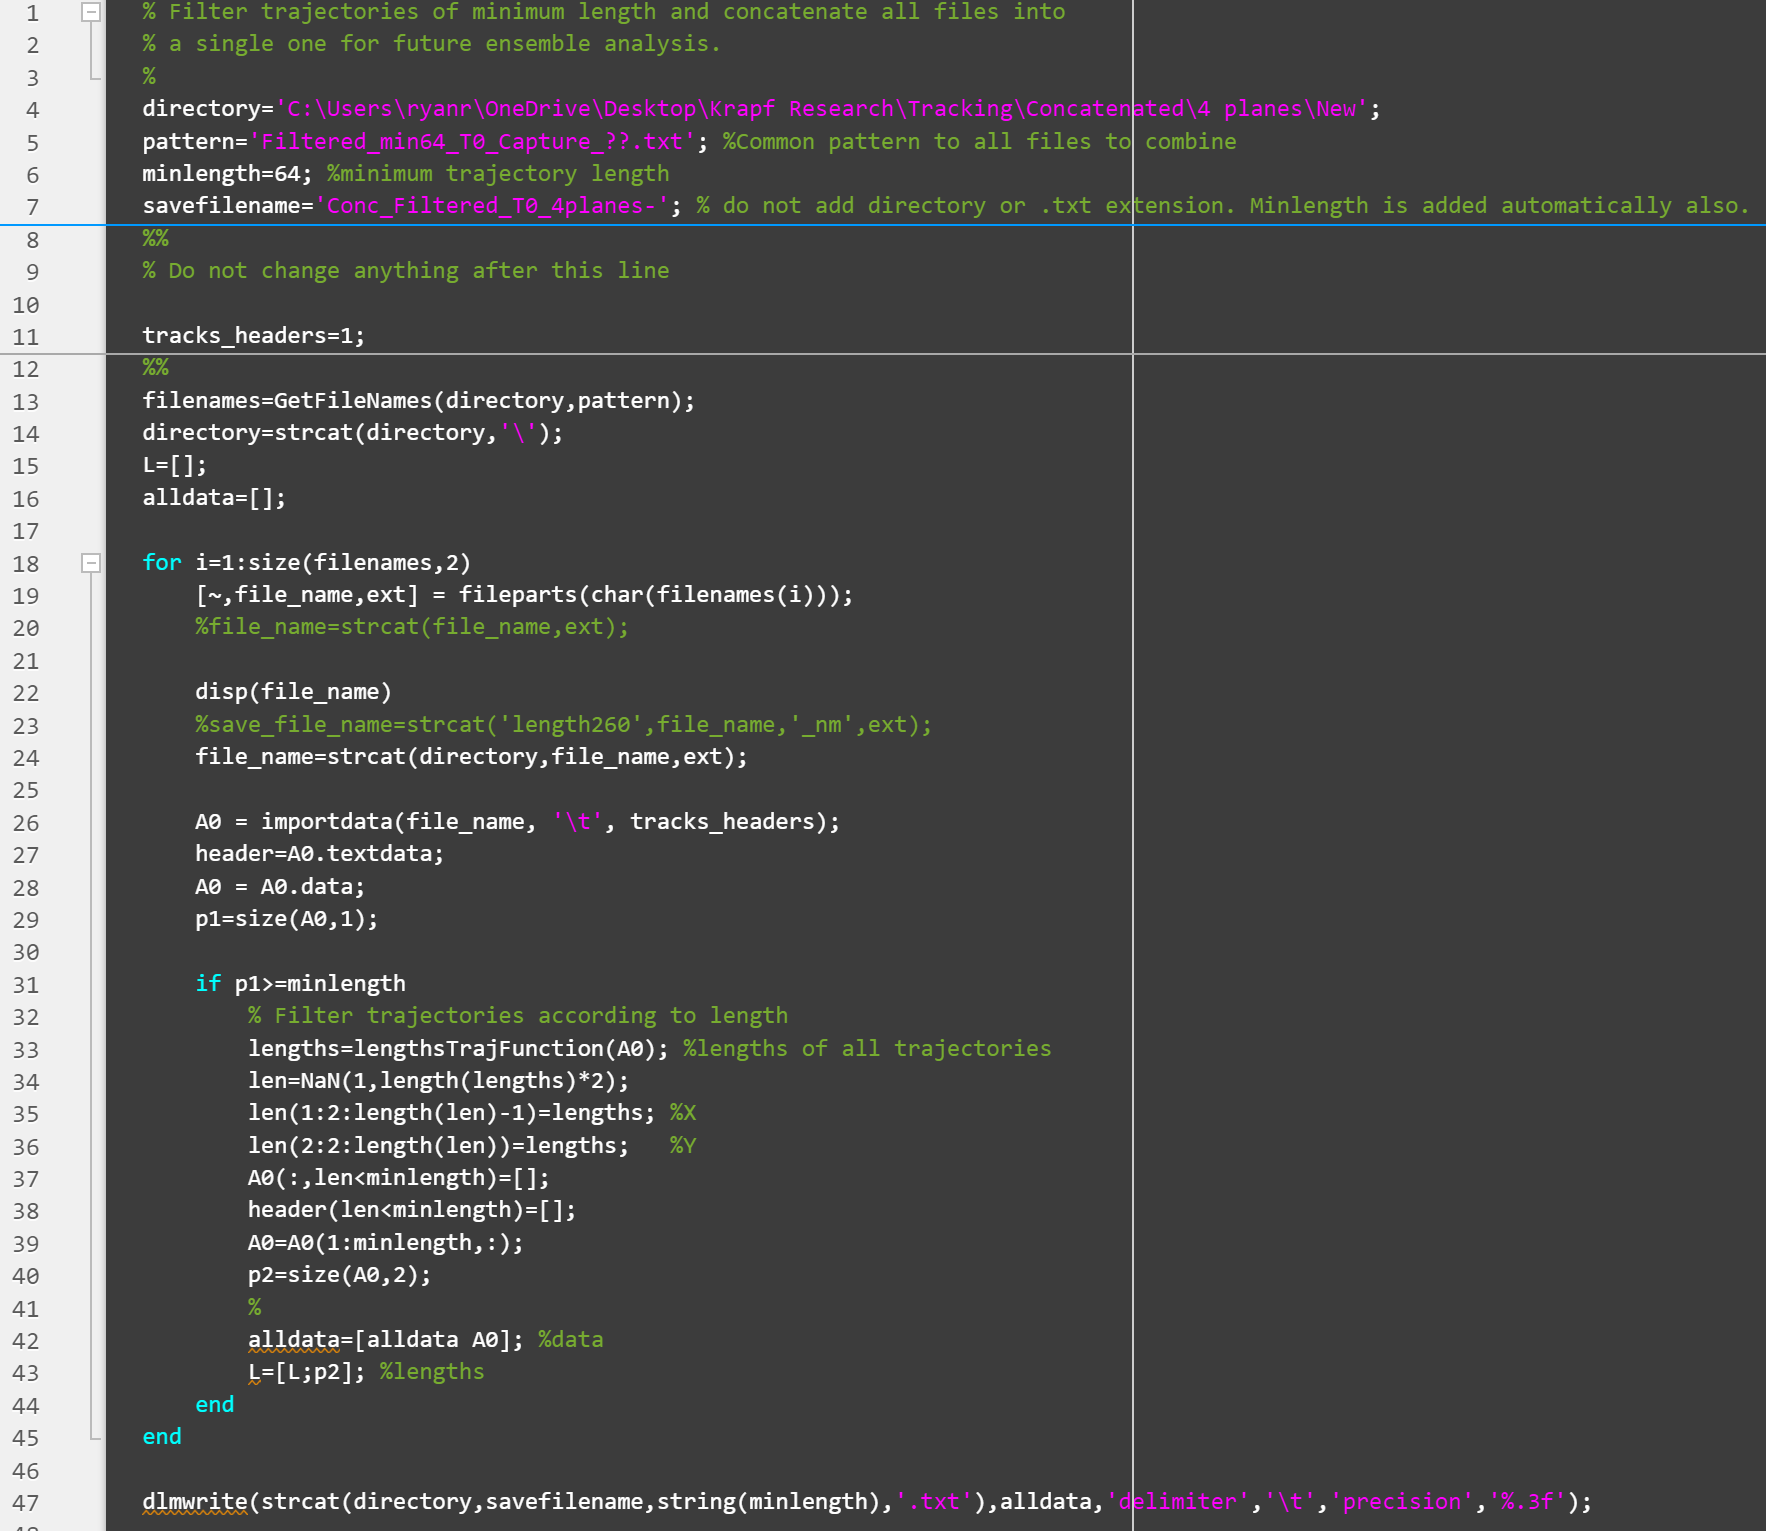 1 % Filter trajectories of minimum length and concatenate all files into
2 % a single one for future ensemble analysis.
3 %
4 directory='C:\Users\ryanr\OneDrive\Desktop\Krapf Research\Tracking\Concatenated\4 planes\New';
5 pattern='Filtered_min64_T0_Capture_??.txt'; %Common pattern to all files to combine
6 minlength=64; %minimum trajectory length
7 savefilename='Conc_Filtered_T0_4planes-'; % do not add directory or .txt extension. Minlength is added automatically also.
8 %%
9 % Do not change anything after this line
10
11 tracks_headers=1;
12 %%
13 filenames=GetFileNames(directory,pattern);
14 directory=strcat(directory,'\');
15 L=[];
16 alldata=[];
17
18 for i=1:size(filenames,2)
19     [~,file_name,ext] = fileparts(char(filenames(i)));
20     %file_name=strcat(file_name,ext);
21
22     disp(file_name)
23     %save_file_name=strcat('length260',file_name,'_nm',ext);
24     file_name=strcat(directory,file_name,ext);
25
26     A0 = importdata(file_name, '\t', tracks_headers);
27     header=A0.textdata;
28     A0 = A0.data;
29     p1=size(A0,1);
30
31     if p1>=minlength
32         % Filter trajectories according to length
33         lengths=lengthsTrajFunction(A0); %lengths of all trajectories
34         len=NaN(1,length(lengths)*2);
35         len(1:2:length(len)-1)=lengths; %X
36         len(2:2:length(len))=lengths;   %Y
37         A0(:,len<minlength)=[];
38         header(len<minlength)=[];
39         A0=A0(1:minlength,:);
40         p2=size(A0,2);
41         %
42         alldata=[alldata A0]; %data
43         L=[L;p2]; %lengths
44     end
45 end
46
47 dlmwrite(strcat(directory,savefilename,string(minlength),'.txt'),alldata,'delimiter','\t','precision','%.3f');